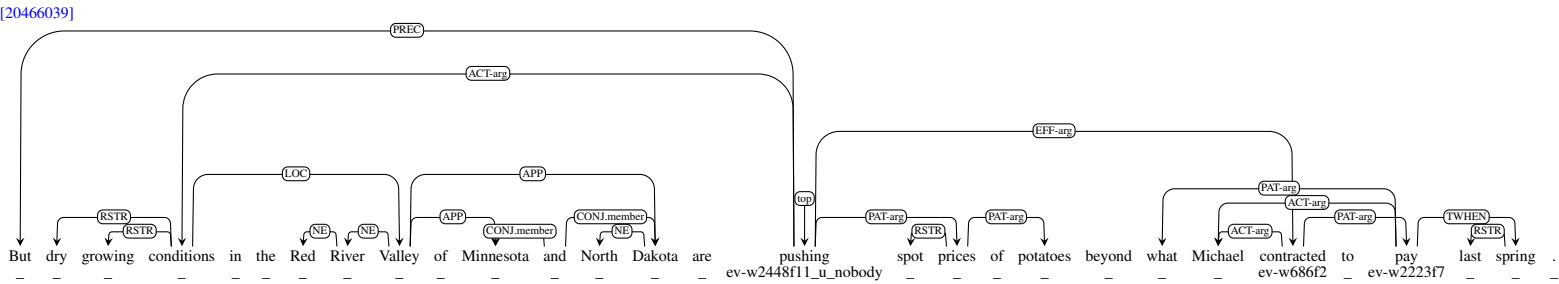 [20466039]
PREC
ACT-arg
EFF-arg
LOC APP PAT-arg
top ACT-arg
RSTR APP CONJ.member PAT-arg PAT-arg PAT-arg TWHEN
RSTR NE NE CONJ.member NE RSTR ACT-arg RSTR
But dry growing conditions in the Red River Valley of Minnesota and North Dakota are pushing spot prices of potatoes beyond what Michael contracted to pay last spring .
_ _ _ _ _ _ _ _ _ _ _ _ _ _ _ ev-w2448f11_u_nobody _ _ _ _ _ _ _ ev-w686f2 _ ev-w2223f7 _ _ _